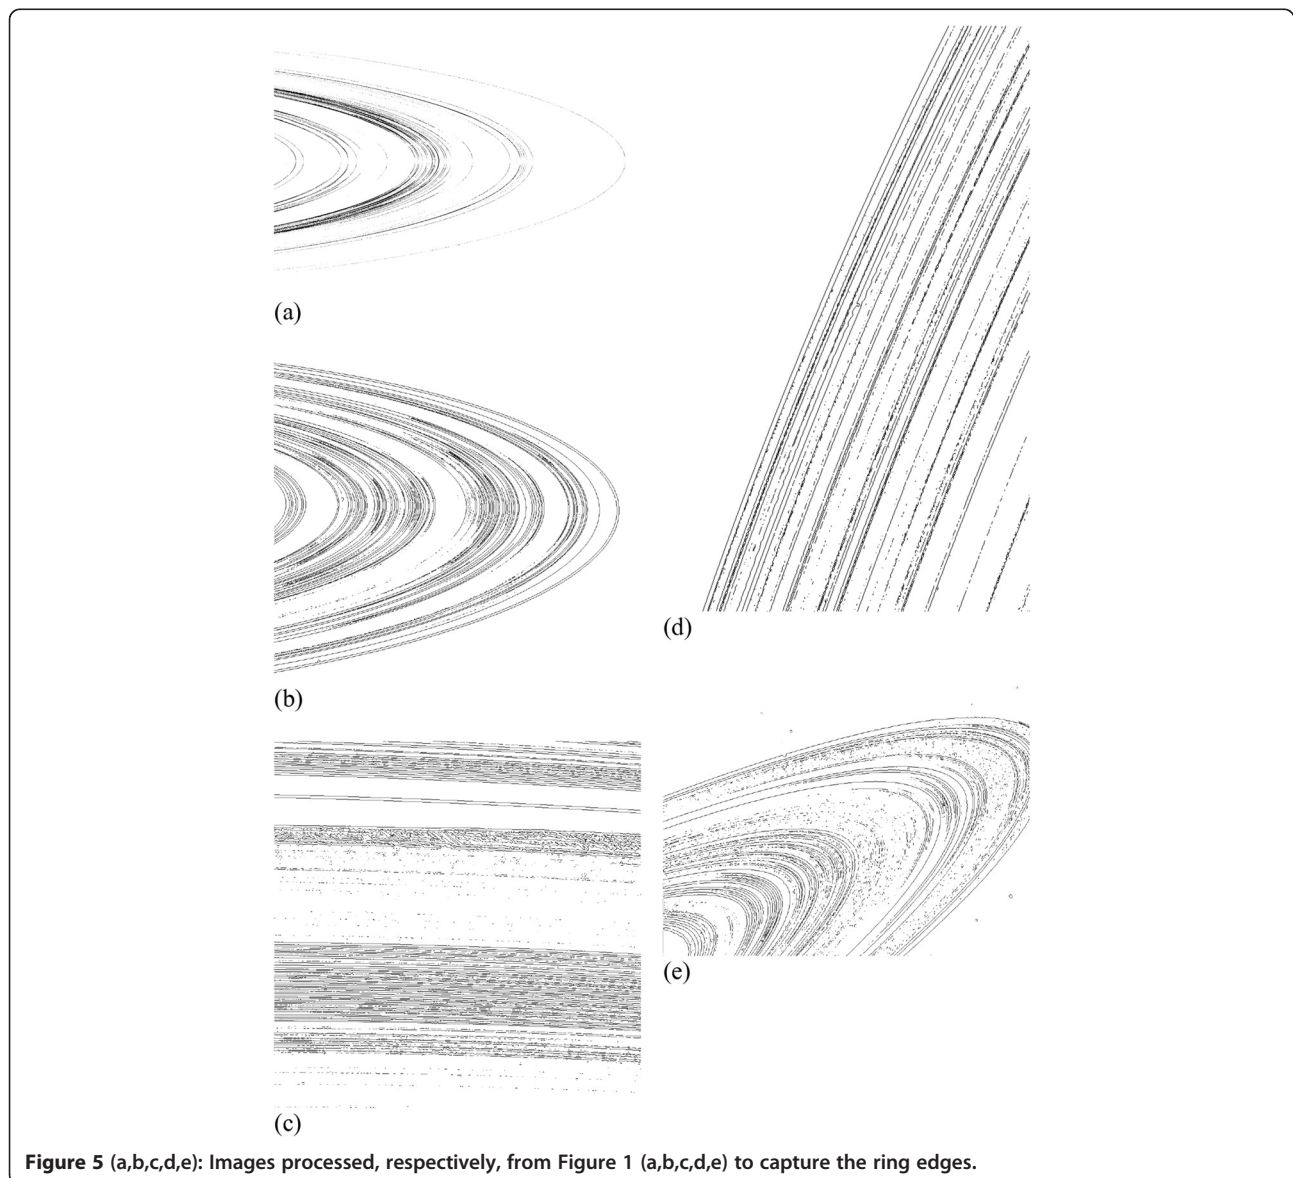 (a)
(b)
(c)
(d)
(e)
Figure 5 (a,b,c,d,e): Images processed, respectively, from Figure 1 (a,b,c,d,e) to capture the ring edges.